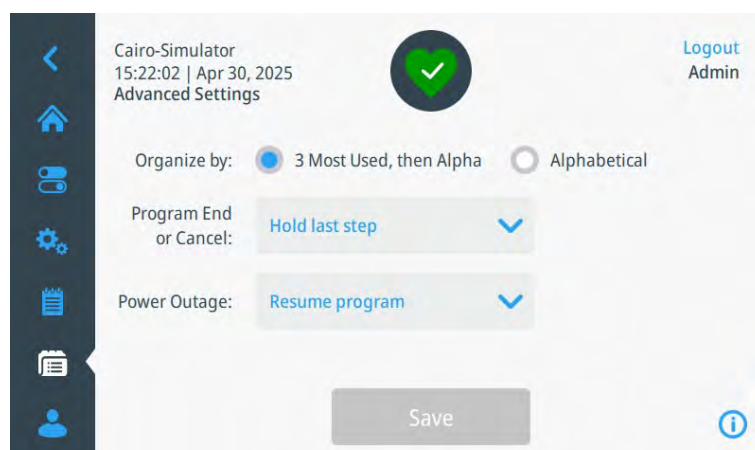 Cairo-Simulator
15:22:02 | Apr 30, 2025
Advanced Settings
Logout
Admin
Organize by: 3 Most Used, then Alpha Alphabetical
Program End
or Cancel: Hold last step
Power Outage: Resume program
Save